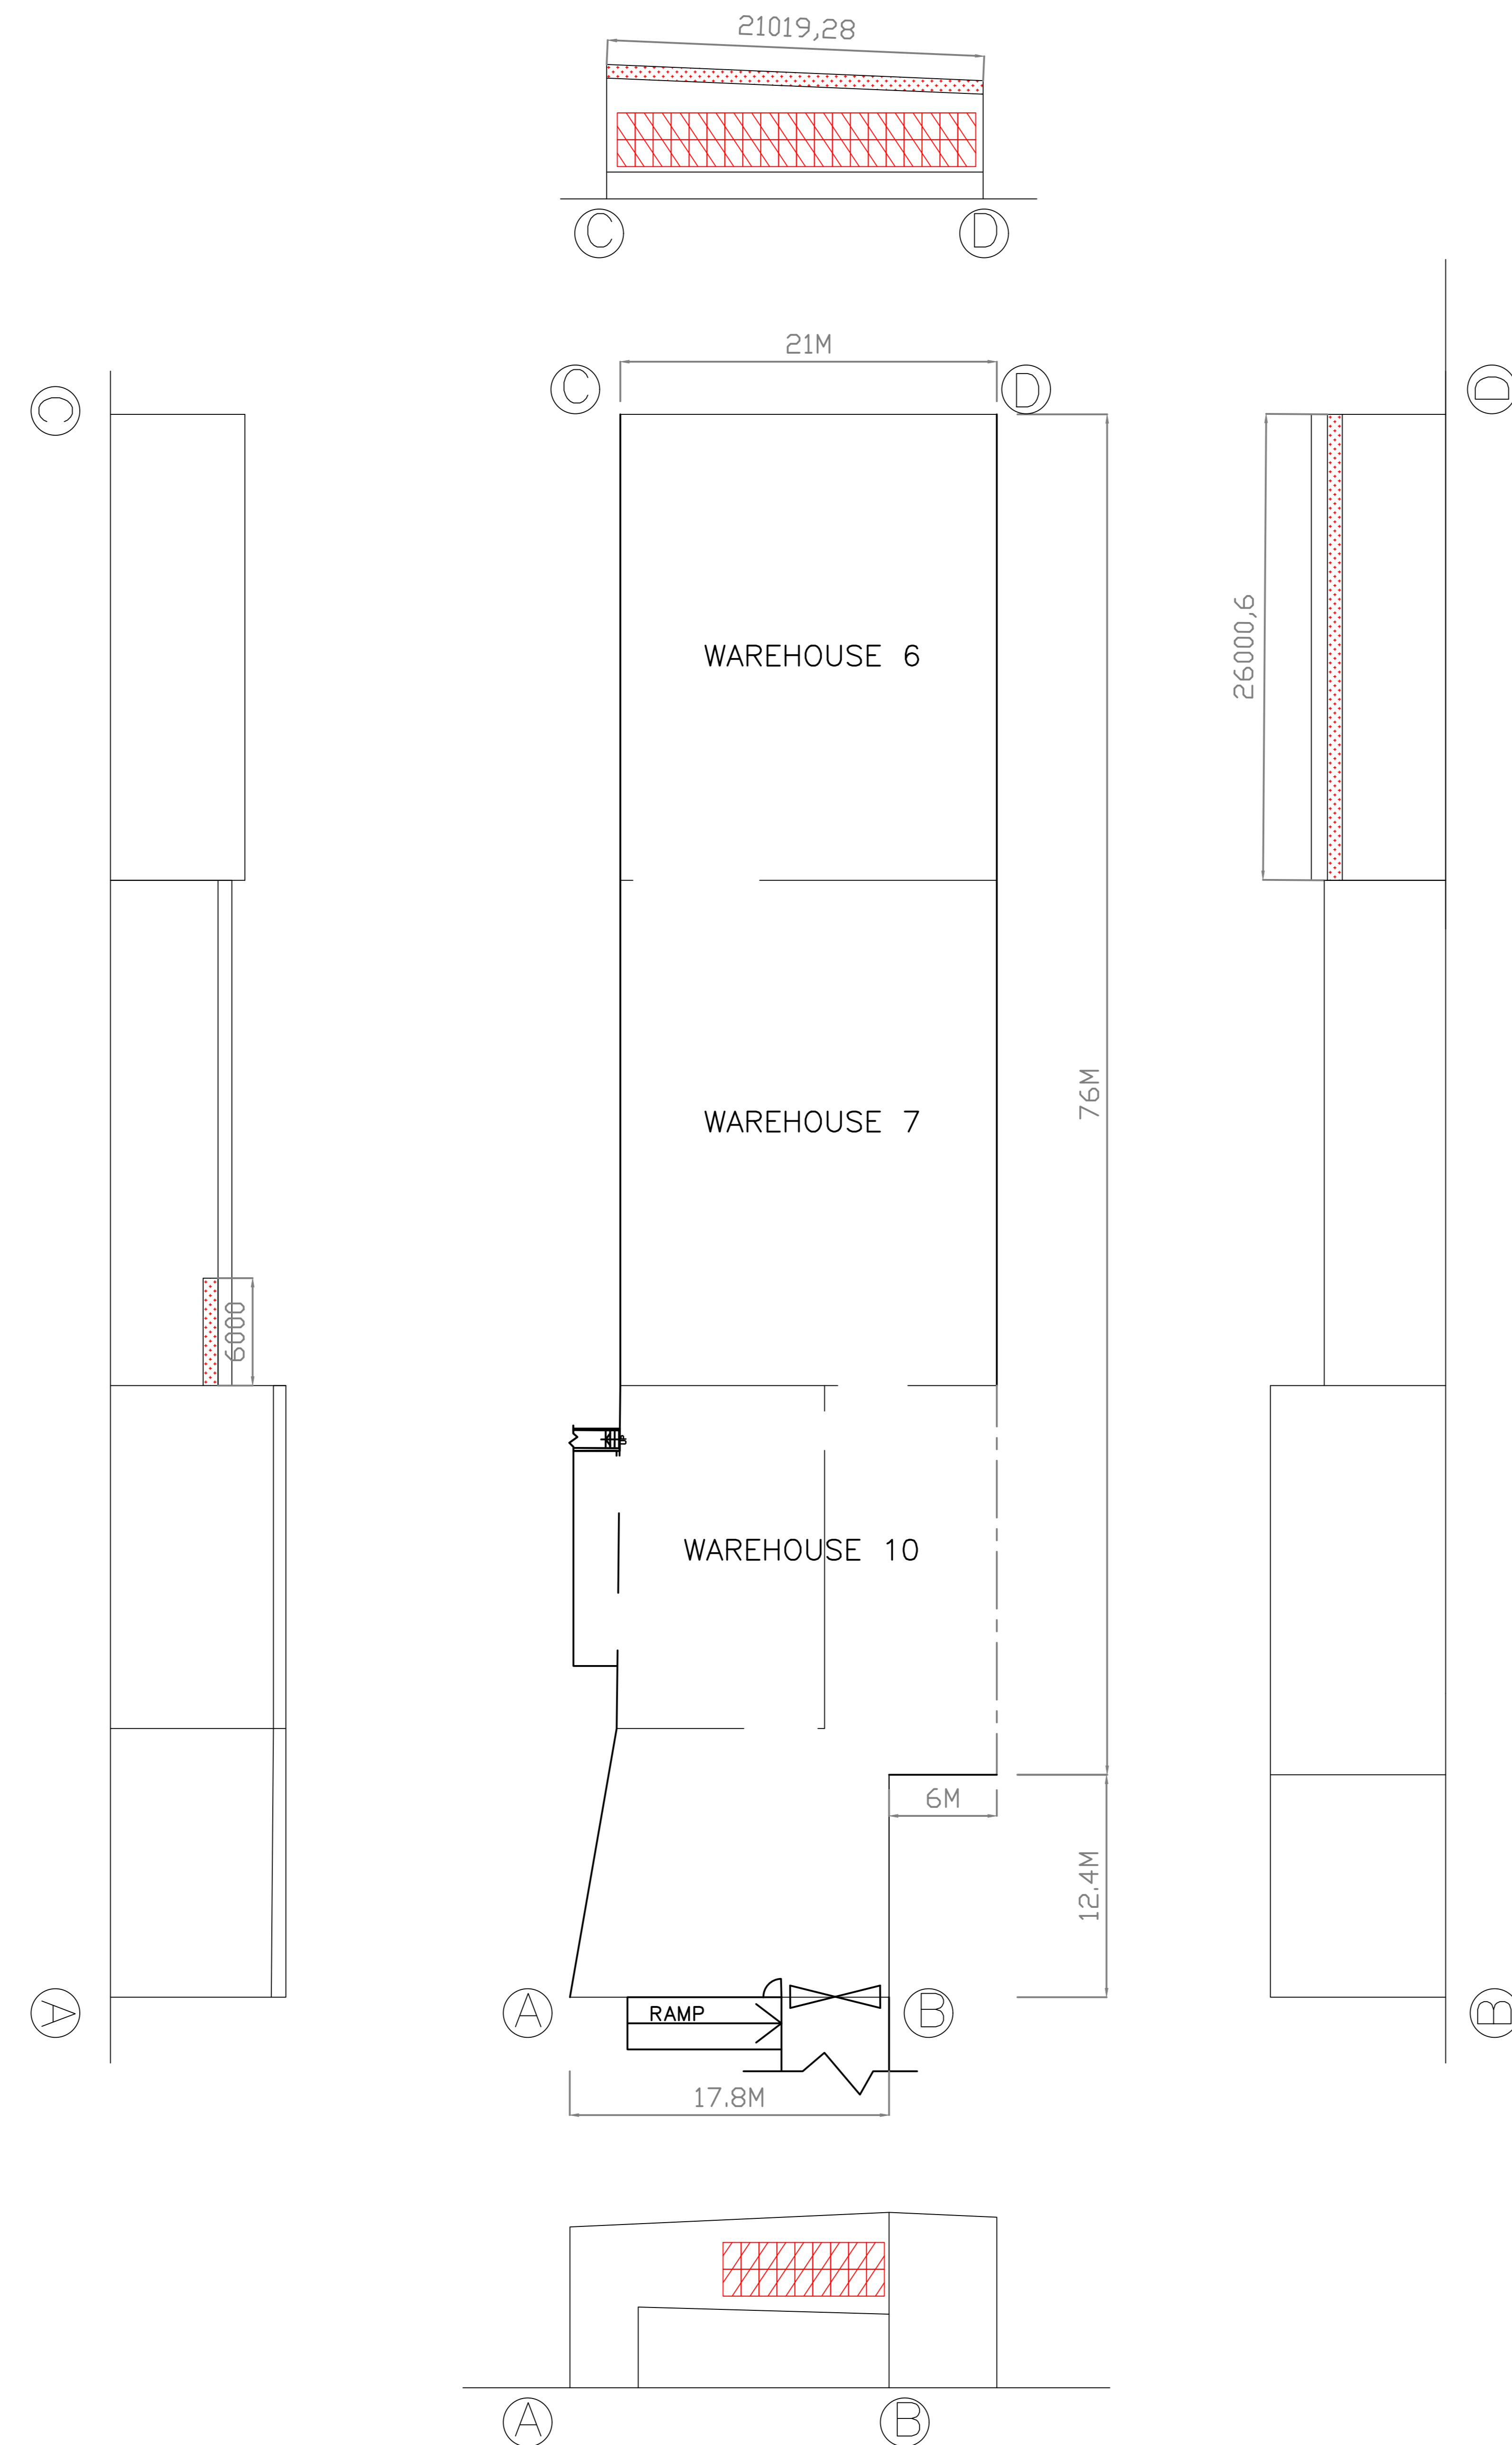 21019,28
C
D
21M
C
D
C
D
26000,6
WAREHOUSE 6
76M
WAREHOUSE 7
6000
UP
WAREHOUSE 10
6M
12.4M
A
A
RAMP
B
B
17.8M
A
B